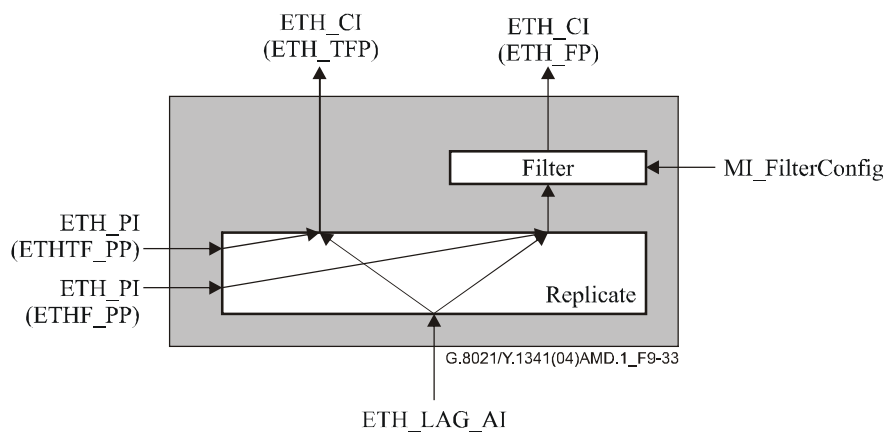 ETH_CI
(ETH_TFP)
ETH_CI
(ETH_FP)
Filter
MI_FilterConfig
ETH_PI
(ETHTF_PP)
ETH_PI
(ETHF_PP)
Replicate
G.8021/Y.1341(04)AMD.1_F9-33
ETH_LAG_AI